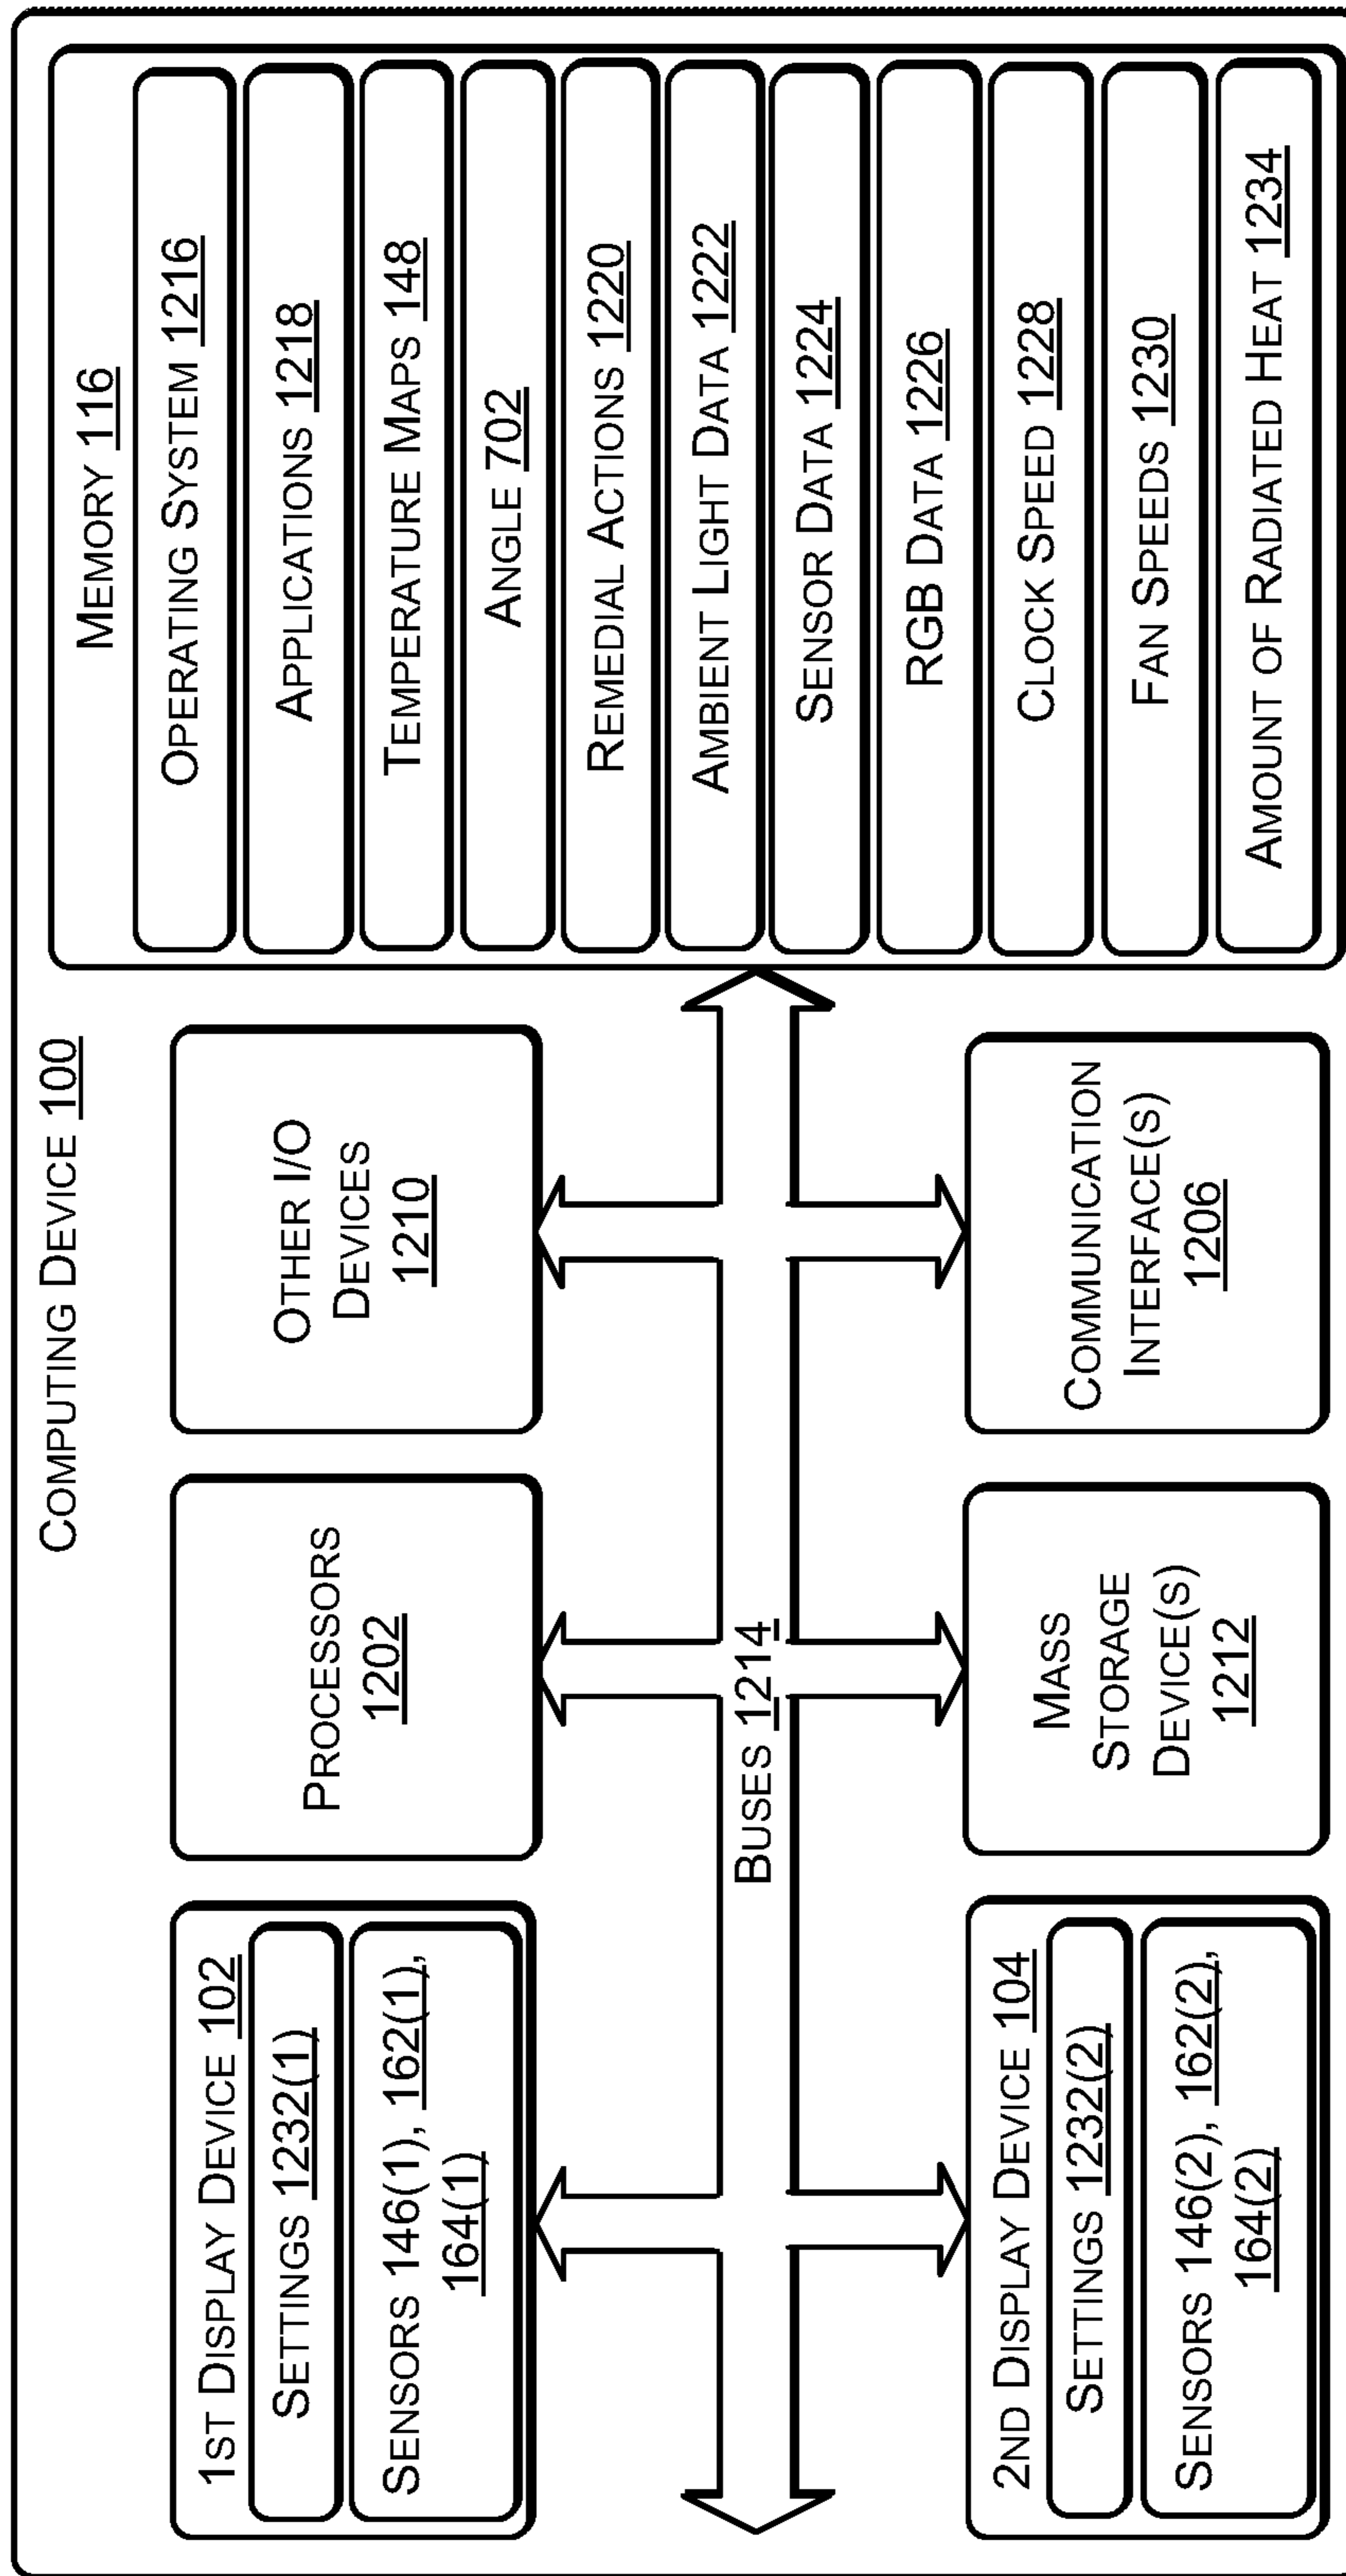 COMPUTING DEVICE 100
1ST DISPLAY DEVICE 102
SETTINGS 1232(1)
SENSORS 146(1), 162(1),
164(1)
PROCESSORS
1202
OTHER I/O
DEVICES
1210
BUSES 1214
2ND DISPLAY DEVICE 104
SETTINGS 1232(2)
SENSORS 146(2), 162(2),
164(2)
MASS
STORAGE
DEVICE(S)
1212
COMMUNICATION
INTERFACE(S)
1206
MEMORY 116
OPERATING SYSTEM 1216
APPLICATIONS 1218
TEMPERATURE MAPS 148
ANGLE 702
REMEDIAL ACTIONS 1220
AMBIENT LIGHT DATA 1222
SENSOR DATA 1224
RGB DATA 1226
CLOCK SPEED 1228
FAN SPEEDS 1230
AMOUNT OF RADIATED HEAT 1234